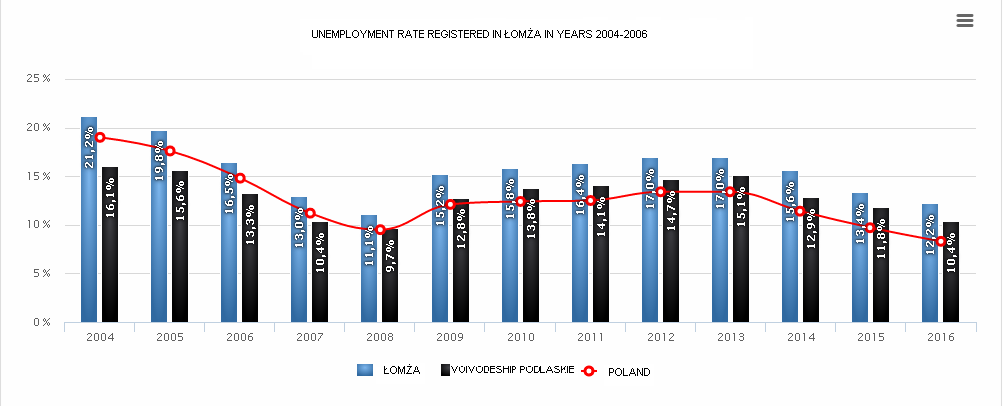 UNEMPLOYMENT RATE REGISTERED IN ŁOMŻA IN YEARS 2004-2006
25 %
20 %
15 %
10 %
5 %
0 %
21,2% 16,1% 19,8% 15,6% 16,5% 13,3% 13,0% 10,4% 11,1% 9,7% 15,2% 12,8% 15,8% 13,8% 16,4% 14,1% 17,0% 14,7% 17,0% 15,1% 15,6% 12,9% 13,4% 11,8% 12,2% 10,4%
2004 2005 2006 2007 2008 2009 2010 2011 2012 2013 2014 2015 2016
ŁOMŻA VOIVODESHIP PODLASKIE POLAND